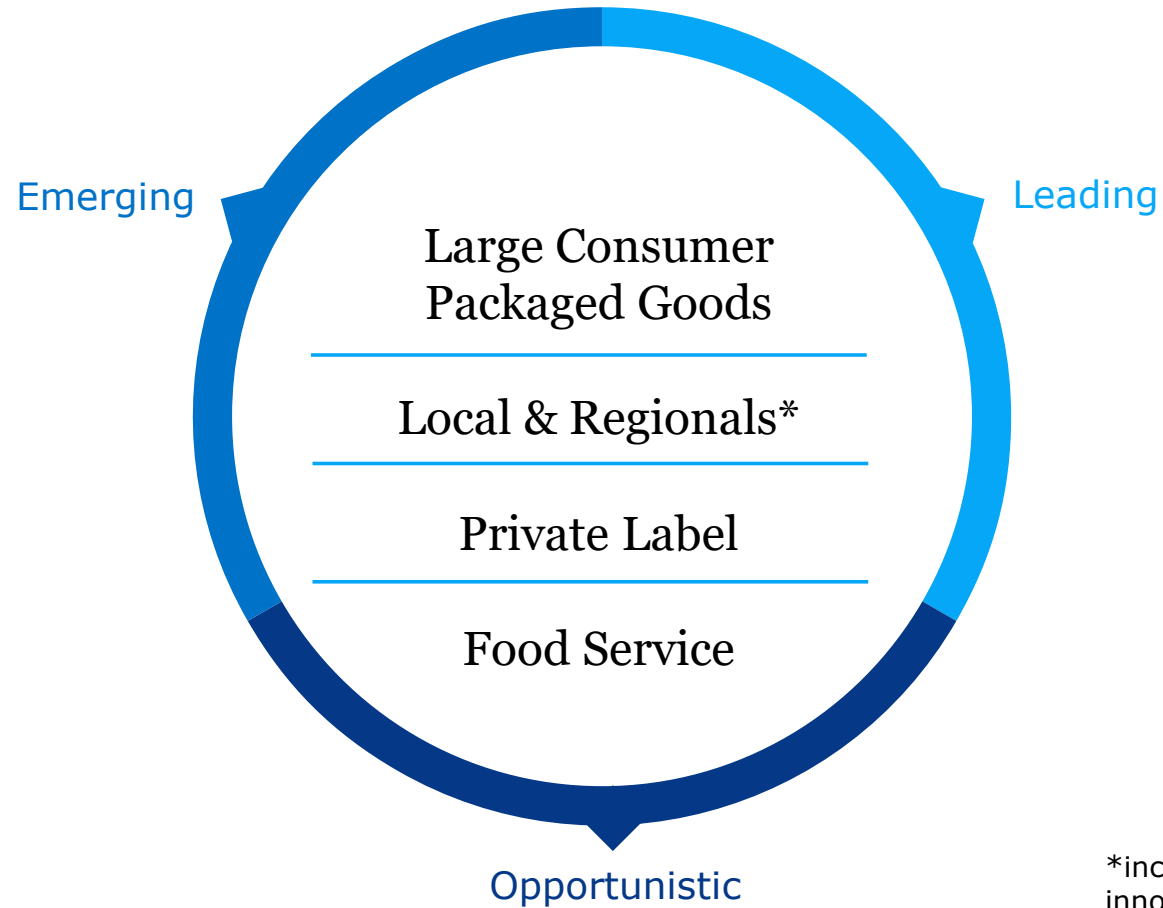 Emerging
Leading
Large Consumer
Packaged Goods
Local & Regionals*
Private Label
Food Service
Opportunistic